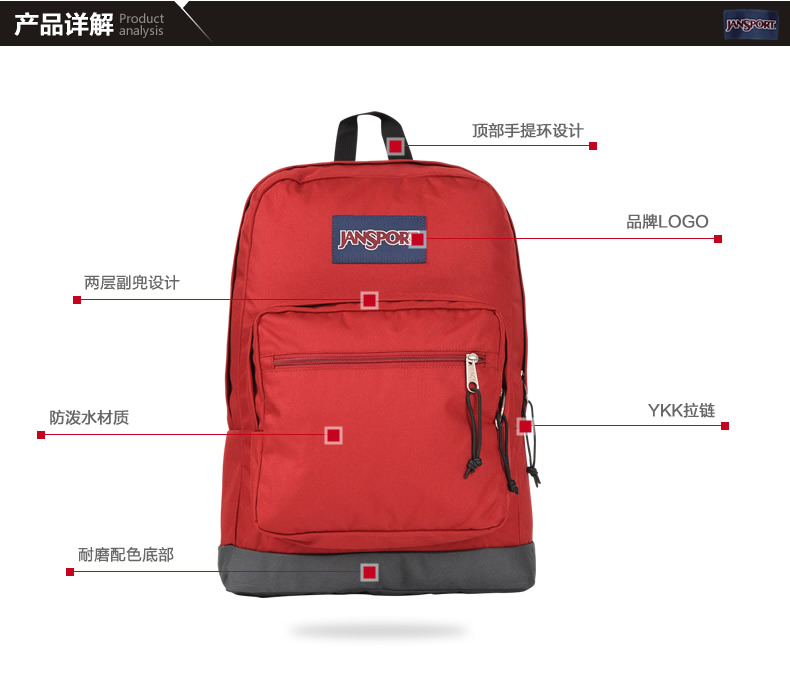 产品详解
Product
analysis
JANSPORT
顶部手提环设计
品牌LOGO
JANSPORT
两层副兜设计
YKK拉链
防泼水材质
耐磨配色底部